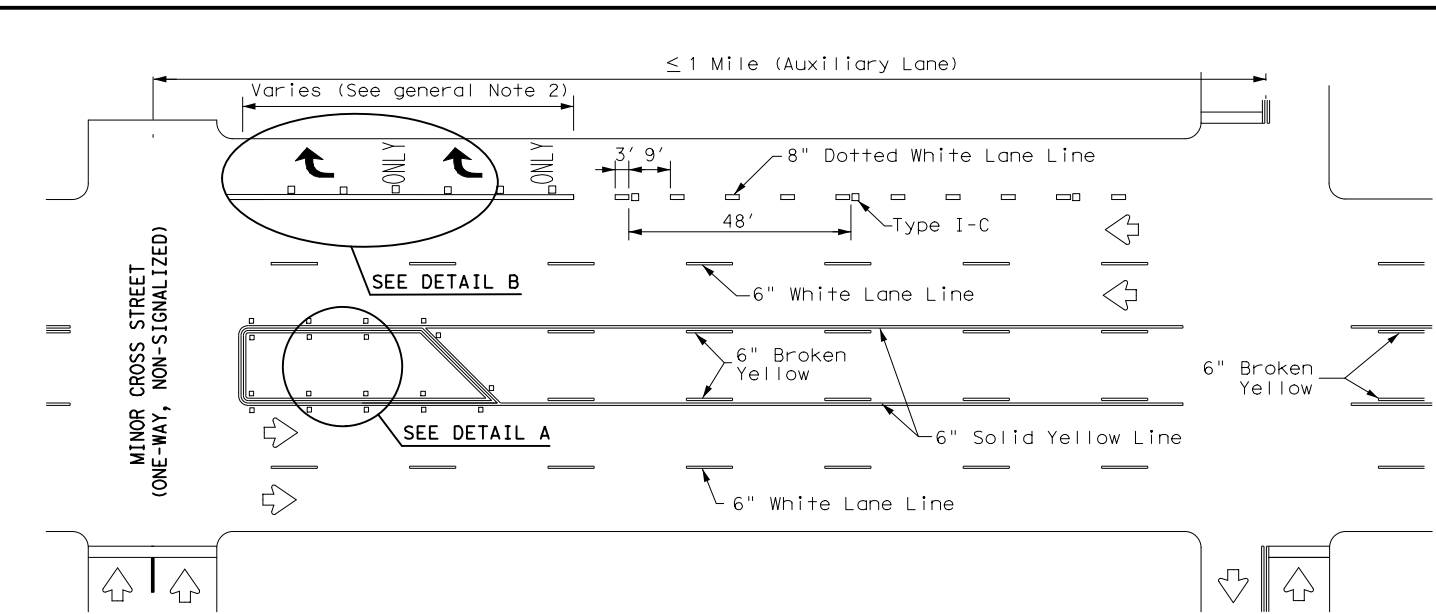 ≤ 1 Mile (Auxiliary Lane)
Varies (See general Note 2)
ONLY
ONLY
3' 9'
8" Dotted White Lane Line
48'
Type I-C
SEE DETAIL B
6" White Lane Line
MINOR CROSS STREET
(ONE-WAY, NON-SIGNALIZED)
6" Broken
Yellow
6" Broken
Yellow
SEE DETAIL A
6" Solid Yellow Line
6" White Lane Line